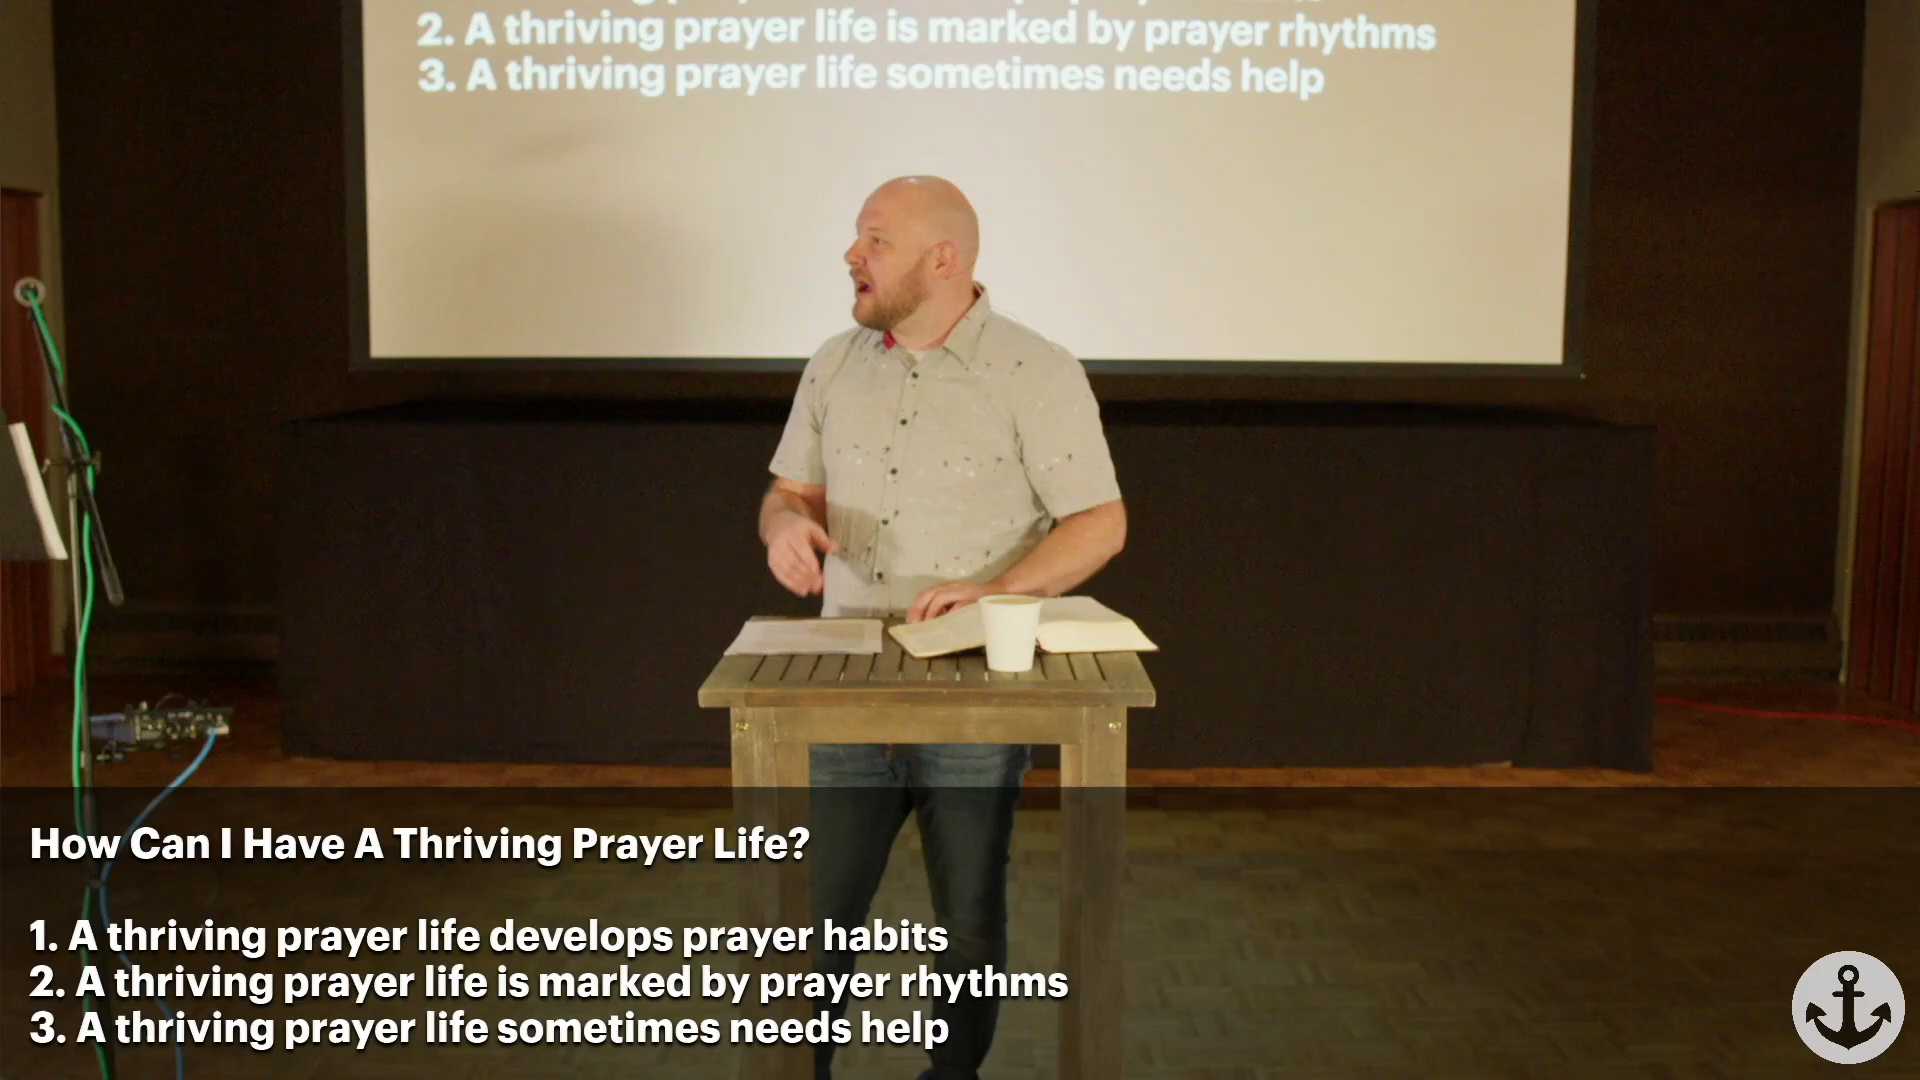 2. A thriving prayer life is marked by prayer rhythms
3. A thriving prayer life sometimes needs help
How Can I Have A Thriving Prayer Life?
1. A thriving prayer life develops prayer habits
2. A thriving prayer life is marked by prayer rhythms
3. A thriving prayer life sometimes needs help